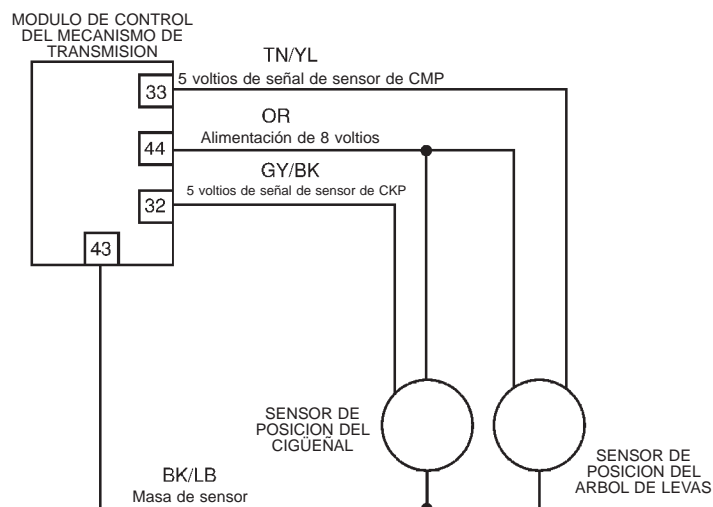 MODULO DE CONTROL
DEL MECANISMO DE
TRANSMISION
TN/YL
5 voltios de señal de sensor de CMP
33
OR
Alimentación de 8 voltios
44
GY/BK
5 voltios de señal de sensor de CKP
32
43
SENSOR DE
POSICION DEL
CIGÜEÑAL
SENSOR DE
POSICION DEL
ARBOL DE LEVAS
BK/LB
Masa de sensor